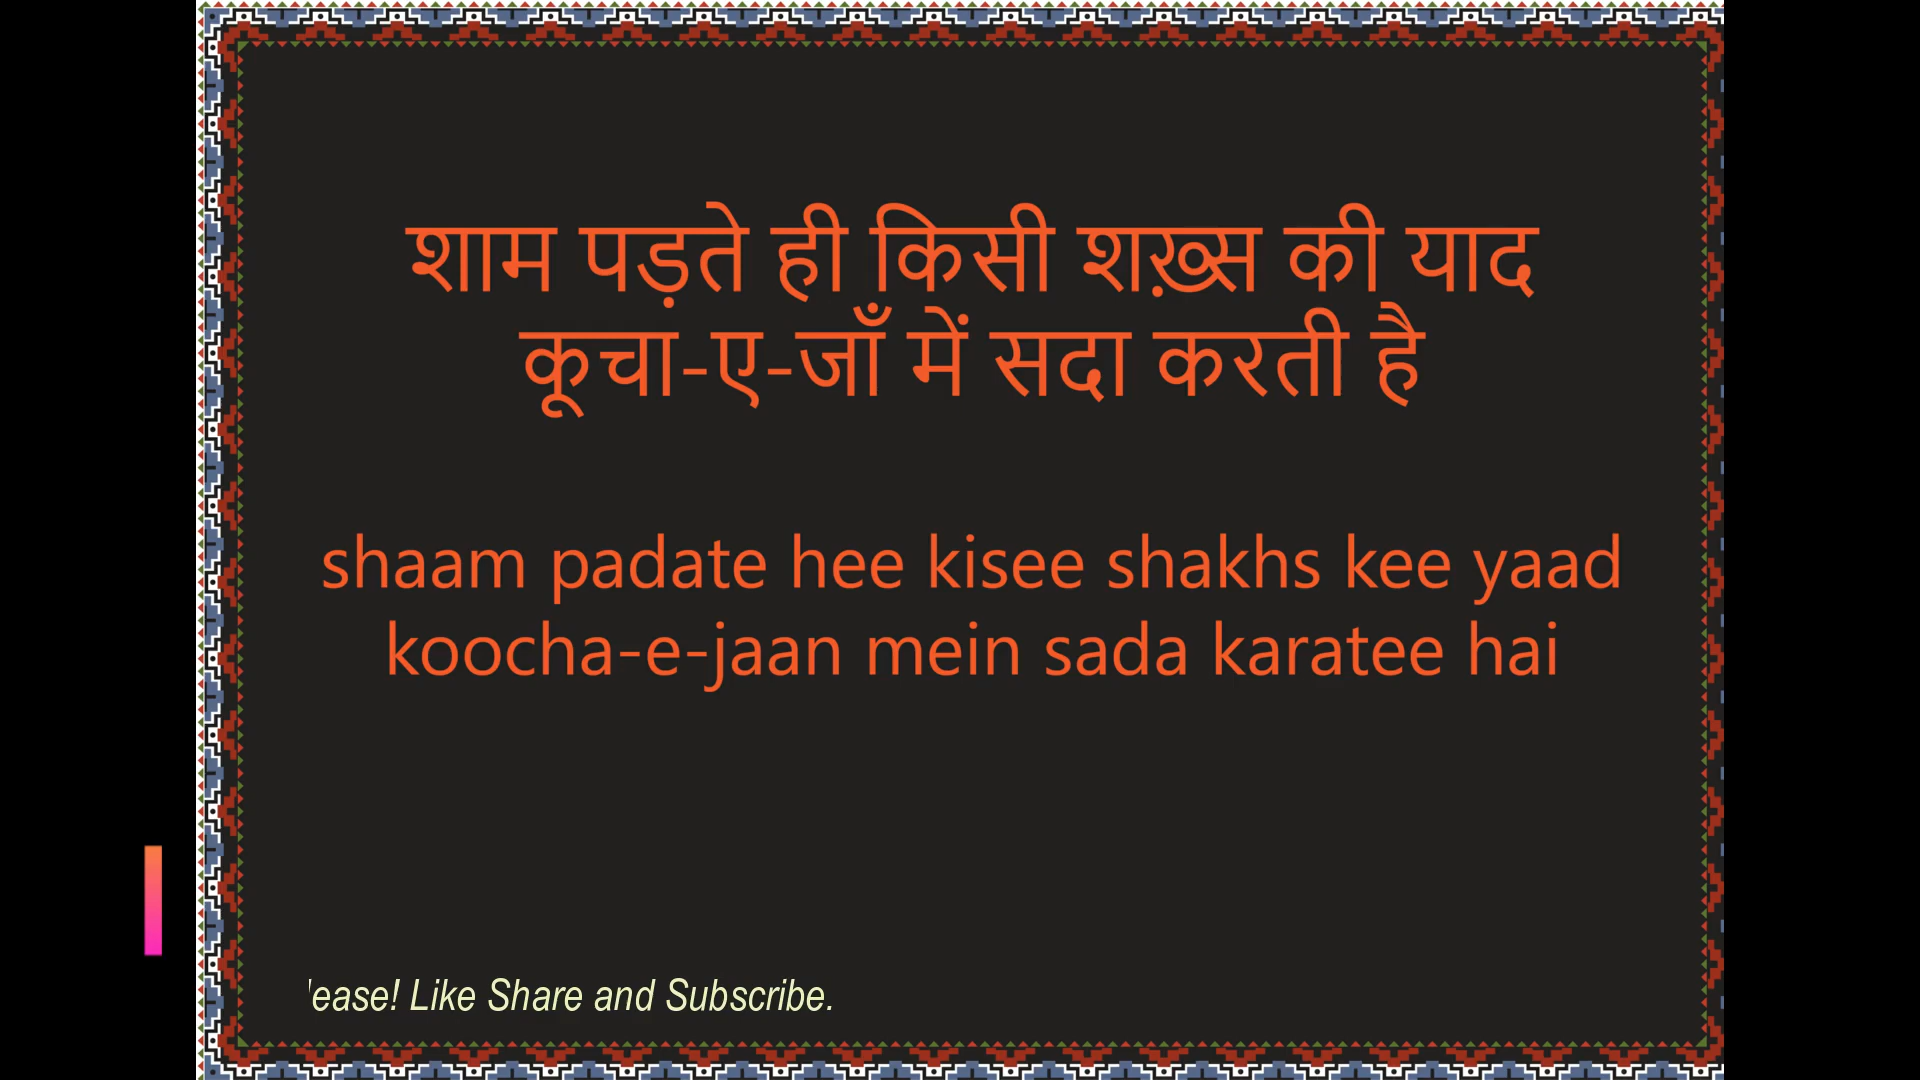 शाम पड़ते ही किसी शख़्स की याद
कूचा-ए-जाँ में सदा करती है
shaam padate hee kisee shakhs kee yaad
koocha-e-jaan mein sada karatee hai
Like Share and Subscribe.